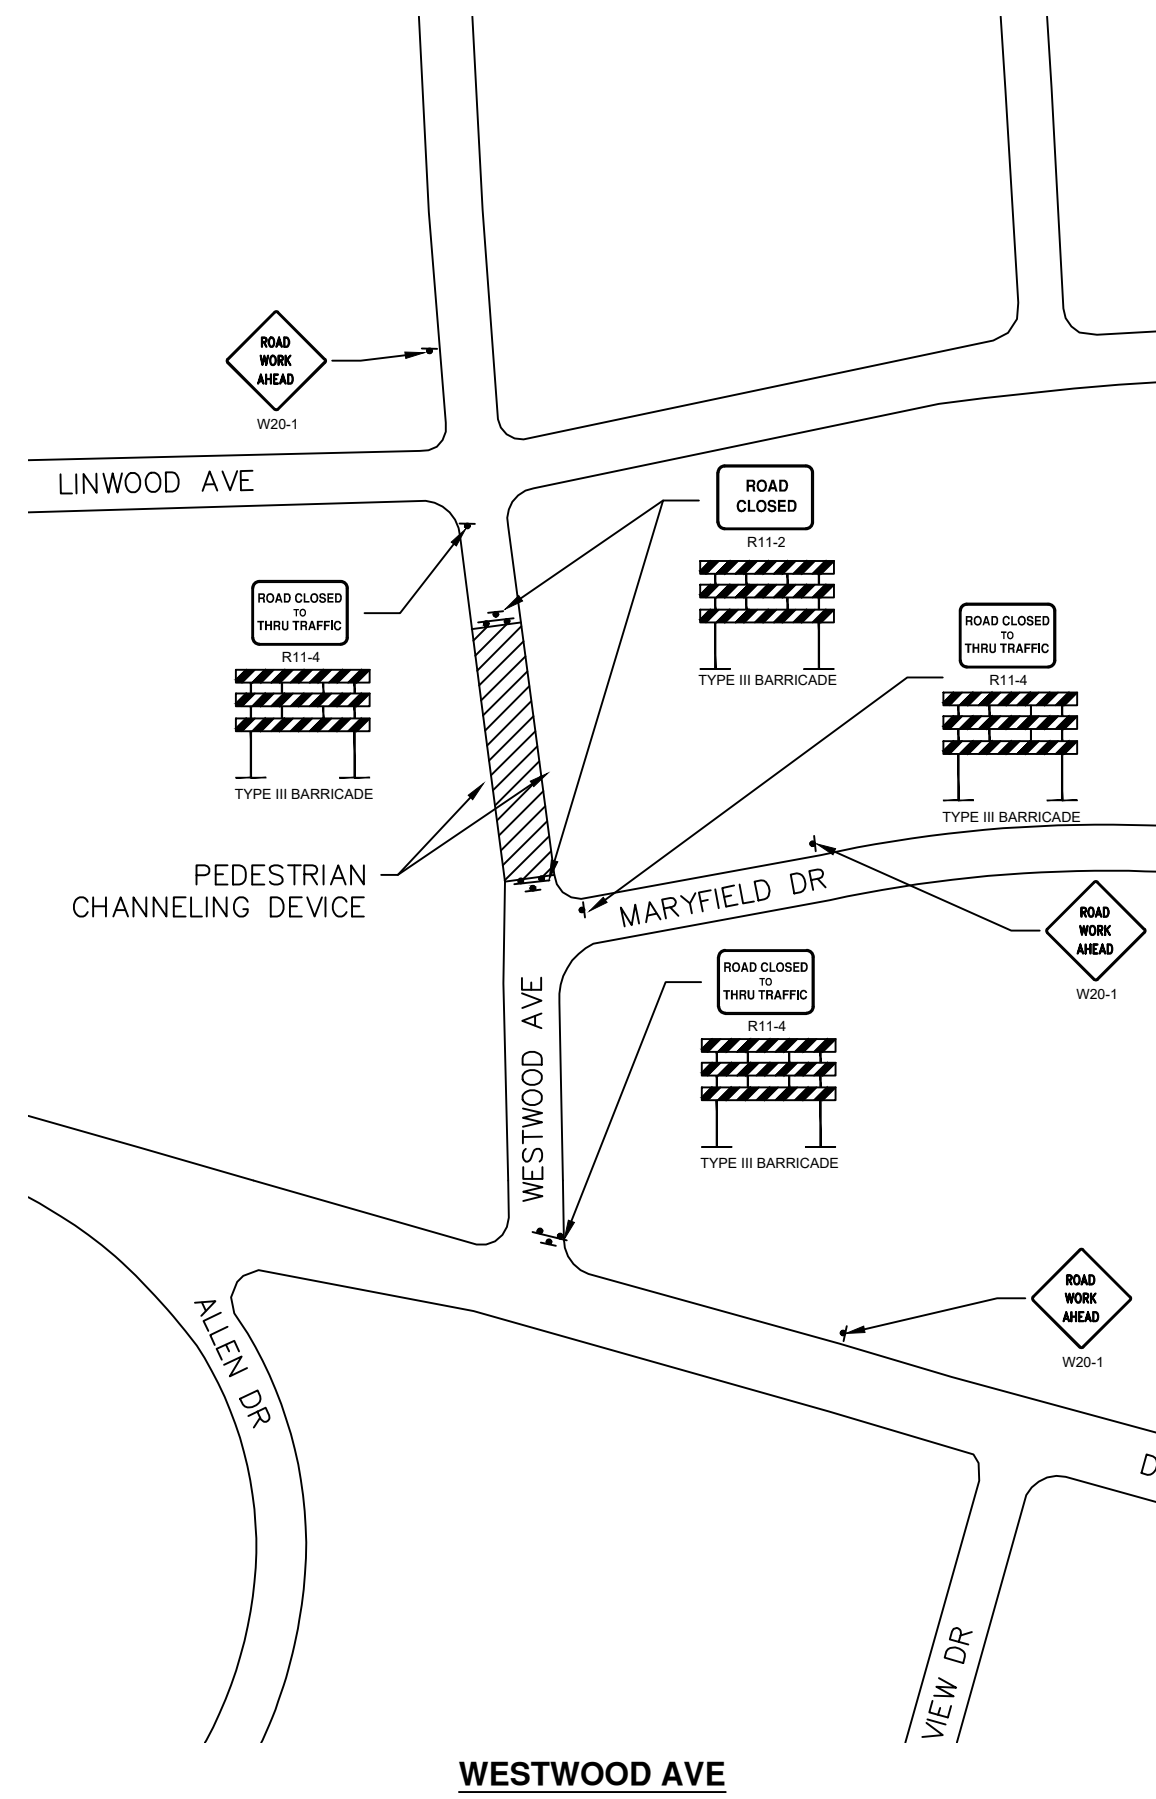 ROAD
WORK
AHEAD
W20-1
LINWOOD AVE
ROAD
CLOSED
R11-2
TYPE III BARRICADE
ROAD CLOSED
TO
THRU TRAFFIC
R11-4
TYPE III BARRICADE
ROAD CLOSED
TO
THRU TRAFFIC
R11-4
TYPE III BARRICADE
PEDESTRIAN
CHANNELING DEVICE
MARYFIELD DR
ROAD
WORK
AHEAD
W20-1
ROAD CLOSED
TO
THRU TRAFFIC
R11-4
TYPE III BARRICADE
WESTWOOD AVE
ROAD
WORK
AHEAD
W20-1
ALLEN DR
D
VIEW DR
WESTWOOD AVE